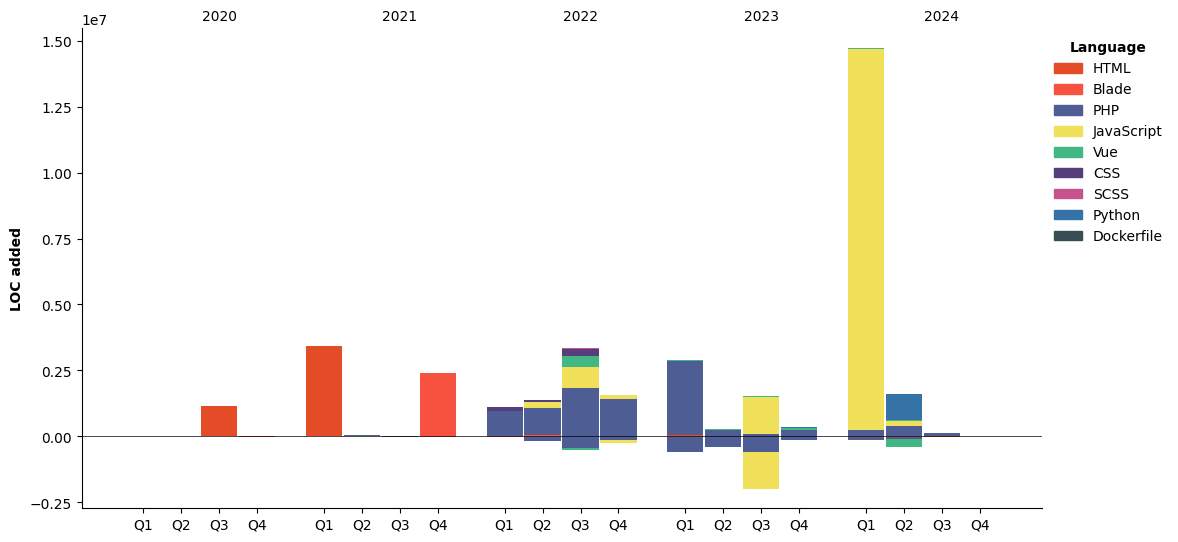 2020 2021 2022 2023 2024
1e7
1.50
1.25
1.00
0.75
0.50
0.25
0.00
−0.25
LOC added
Q1 Q2 Q3 Q4 Q1 Q2 Q3 Q4 Q1 Q2 Q3 Q4 Q1 Q2 Q3 Q4 Q1 Q2 Q3 Q4
Language
HTML
Blade
PHP
JavaScript
Vue
CSS
SCSS
Python
Dockerfile